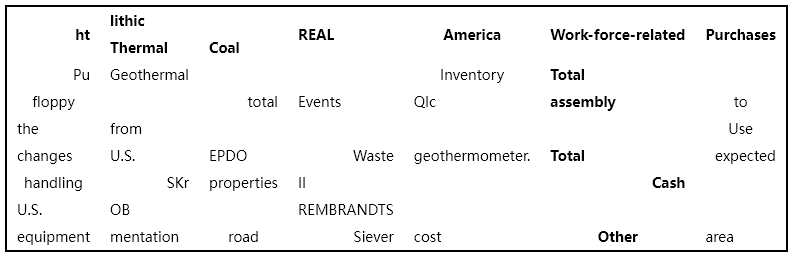 ht lithic Thermal Coal REAL America Work-force-related Purchases
Pu Geothermal Inventory Total
floppy total Events Qlc assembly to
the from Use
changes U.S. EPDO Waste geothermometer. Total expected
handling SKr properties II Cash
U.S. OB REMBRANDTS
equipment mentation road Siever cost Other area